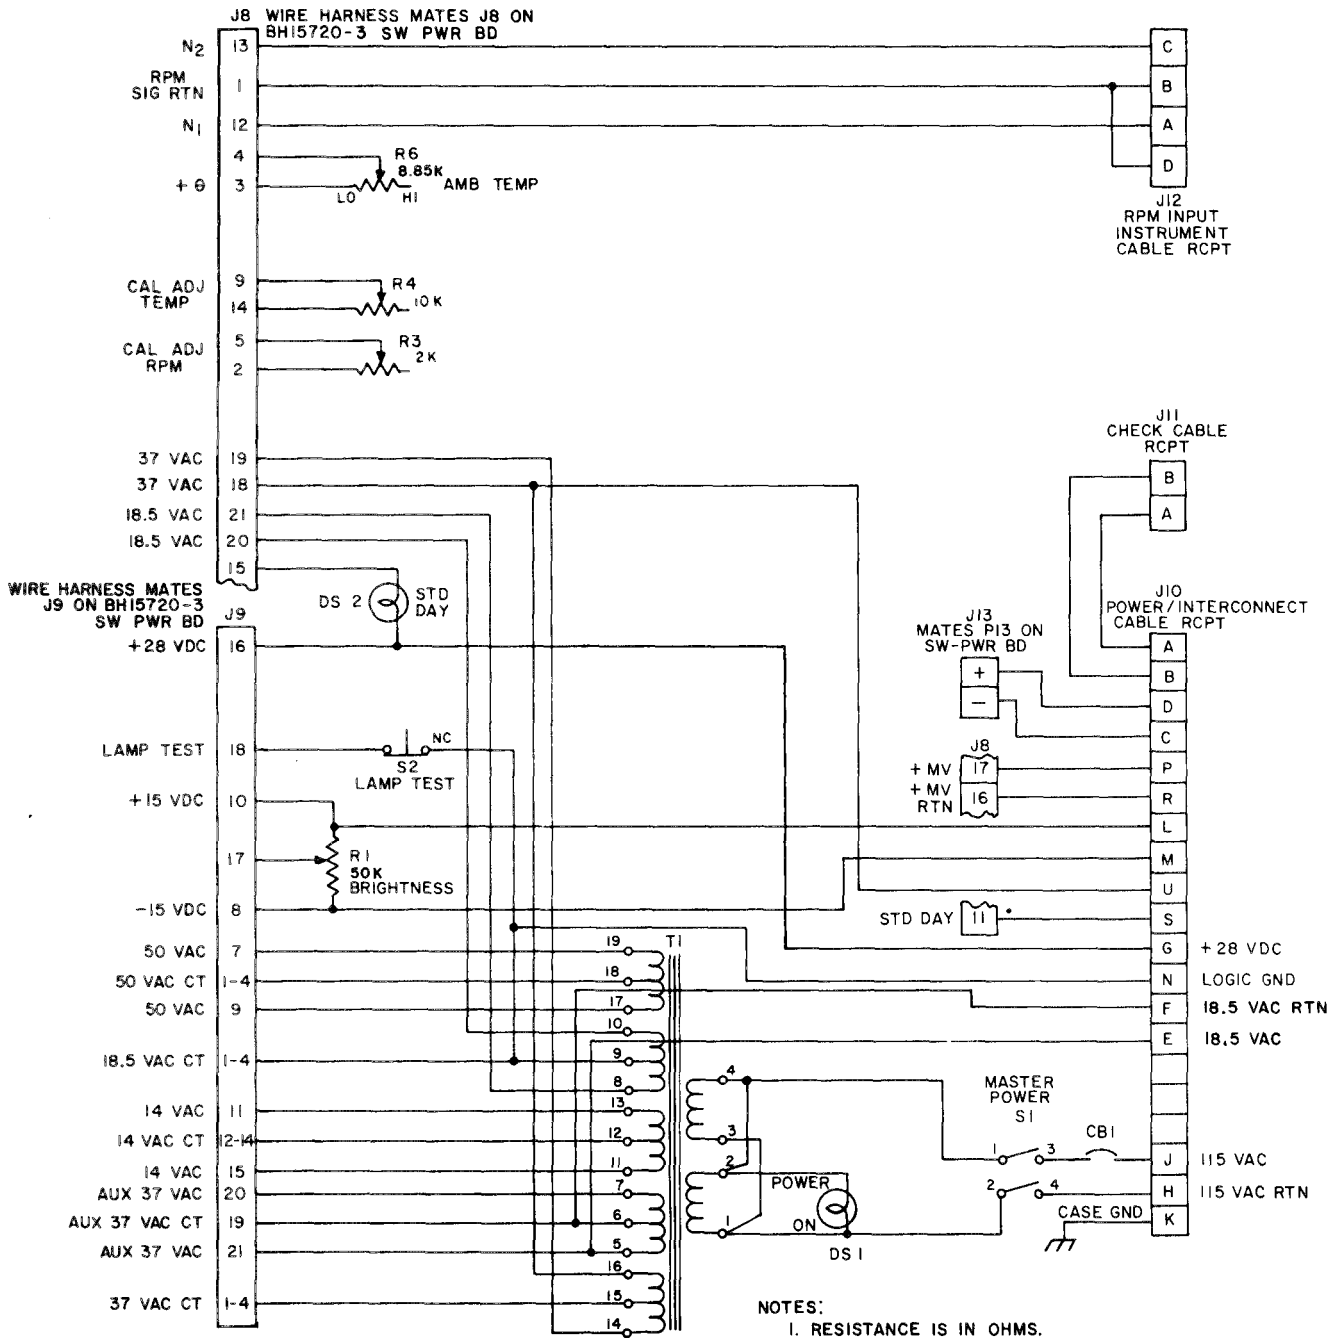 J8 WIRE HARNESS MATES J8 ON
BH15720-3 SW PWR BD
N2 13
RPM
SIG RTN 1
N1 12
4
+ θ 3
R6
8.85K
LO HI AMB TEMP
C
B
A
D
J12
RPM INPUT
INSTRUMENT
CABLE RCPT
CAL ADJ
TEMP
9
14
R4
10K
CAL ADJ
RPM
5
2
R3
2K
37 VAC 19
37 VAC 18
18.5 VAC 21
18.5 VAC 20
15
J11
CHECK CABLE
RCPT
B
A
WIRE HARNESS MATES
J9 ON BH15720-3
SW PWR BD
J9
DS 2
STD
DAY
+28 VDC 16
LAMP TEST 18
NC
S2
LAMP TEST
+15 VDC 10
17
R1
50K
BRIGHTNESS
-15 VDC 8
J13
MATES P13 ON
SW-PWR BD
+
-
J8
+ MV 17
+ MV
RTN 16
STD DAY 11
J10
POWER/INTERCONNECT
CABLE RCPT
A
B
D
C
P
R
L
M
U
S
G +28 VDC
N LOGIC GND
F 18.5 VAC RTN
E 18.5 VAC
J 115 VAC
H 115 VAC RTN
K
50 VAC 7
50 VAC CT 1-4
50 VAC 9
18.5 VAC CT 1-4
14 VAC 11
14 VAC CT 12-14
14 VAC 15
AUX 37 VAC 20
AUX 37 VAC CT 19
AUX 37 VAC 21
37 VAC CT 1-4
T1
19
18
17
10
9
8
13
12
11
7
6
5
16
15
14
4
3
2
1
POWER
ON
DS1
MASTER
POWER
S1
1 3
2 4
CB1
CASE GND
NOTES:
1. RESISTANCE IS IN OHMS.